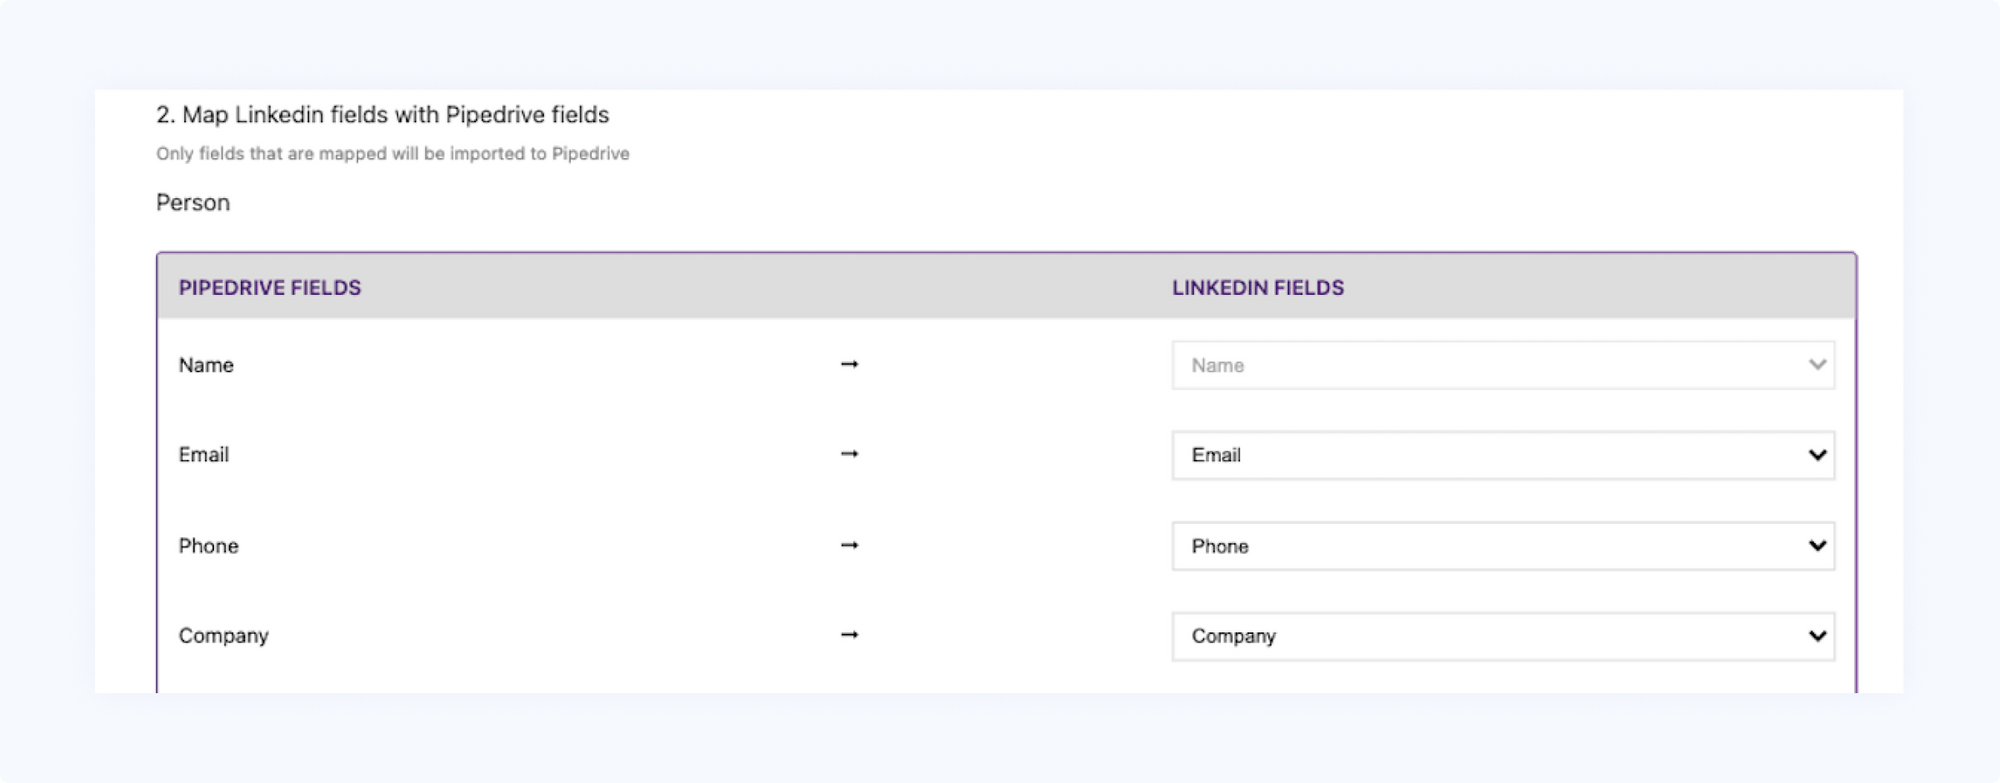 2. Map Linkedin fields with Pipedrive fields
Only fields that are mapped will be imported to Pipedrive
Person
PIPEDRIVE FIELDS LINKEDIN FIELDS
Name → Name
Email → Email
Phone → Phone
Company → Company